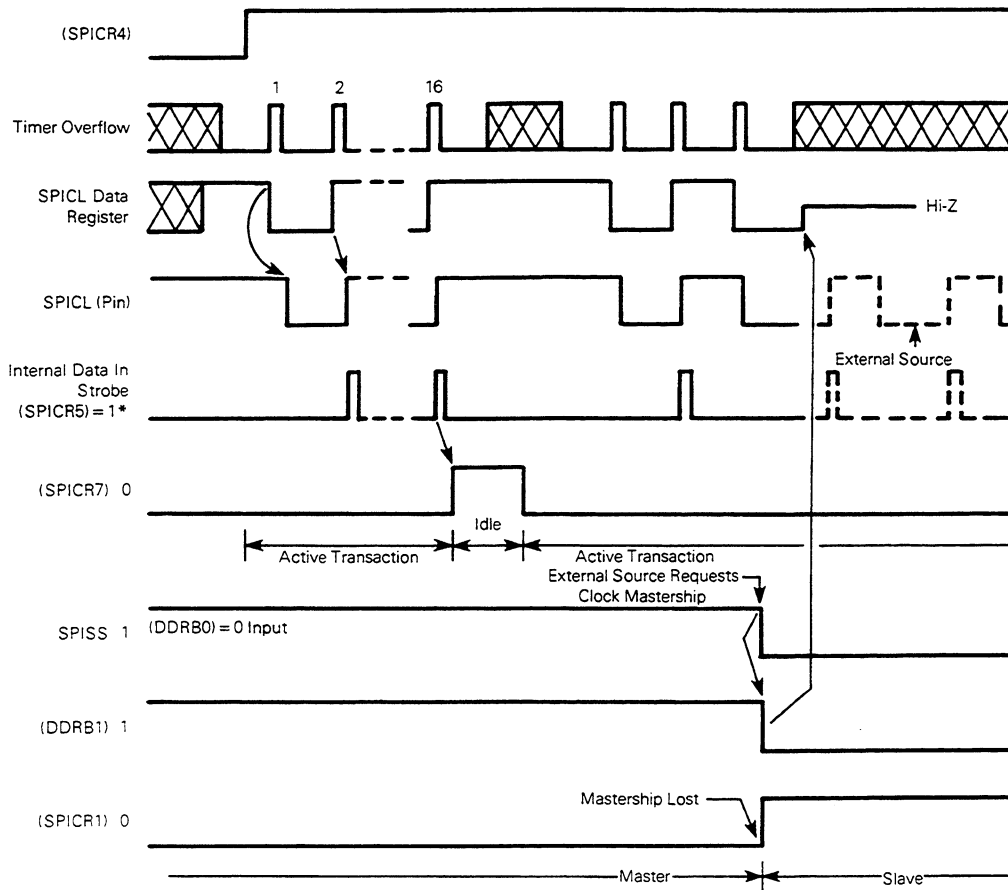 (SPICR4)
1 2 16
Timer Overflow
SPICL Data
Register
Hi-Z
SPICL (Pin)
External Source
Internal Data In
Strobe
(SPICR5) = 1*
(SPICR7) 0
Idle
Active Transaction
Active Transaction
External Source Requests
Clock Mastership
SPISS 1
(DDRB0) = 0 Input
(DDRB1) 1
Mastership Lost
(SPICR1) 0
Master
Slave